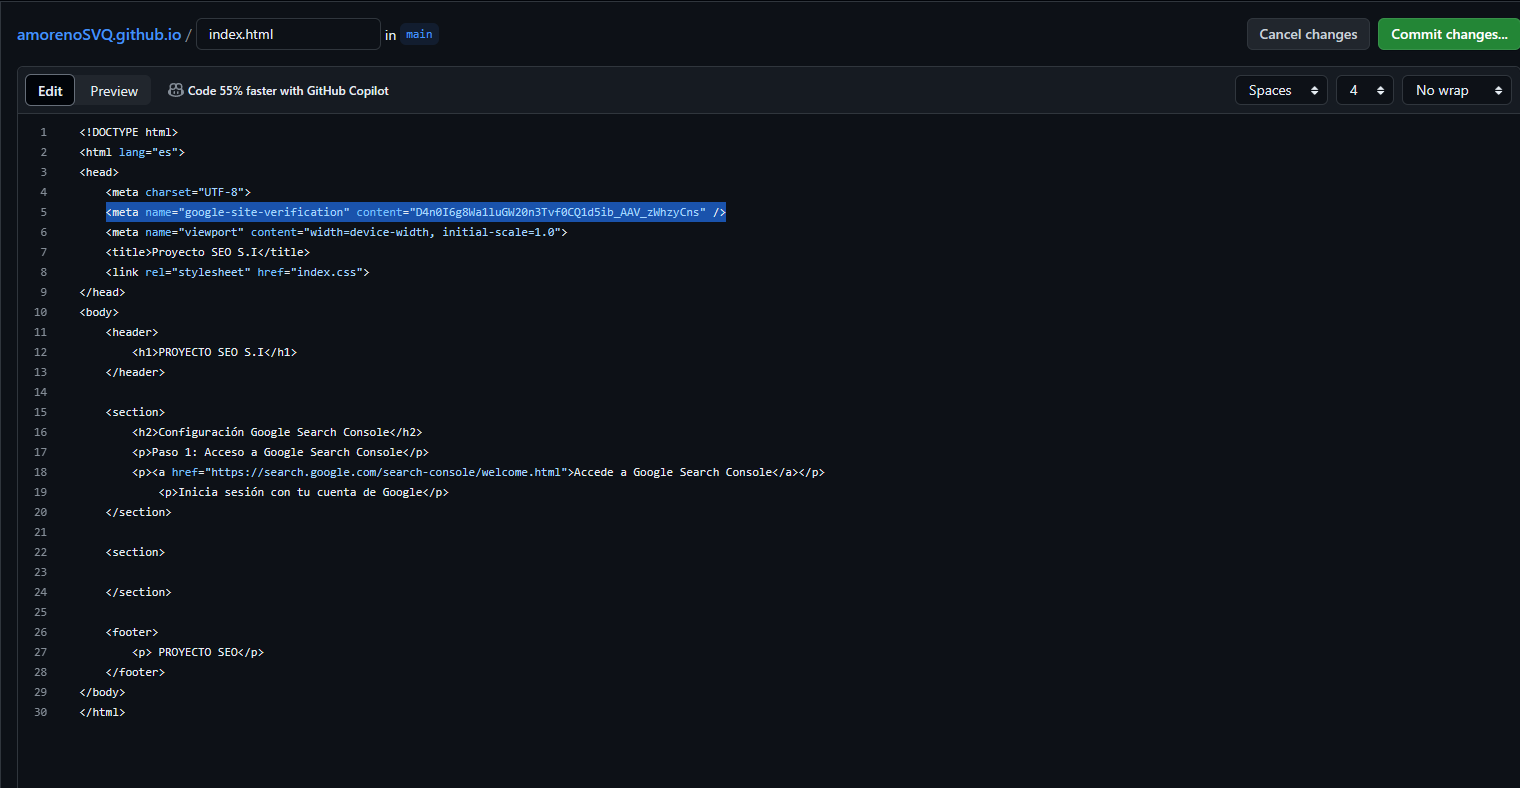 amorenoSVQ.github.io / index.html in main Cancel changes Commit changes...
Edit Preview Code 55% faster with GitHub Copilot Spaces 4 No wrap
1 <!DOCTYPE html>
2 <html lang="es">
3 <head>
4 <meta charset="UTF-8">
5 <meta name="google-site-verification" content="D4n0I6g8Wa1luGW20n3Tvf0CQ1d5ib_AAV_zWhzyCns" />
6 <meta name="viewport" content="width=device-width, initial-scale=1.0">
7 <title>Proyecto SEO S.I</title>
8 <link rel="stylesheet" href="index.css">
9 </head>
10 <body>
11 <header>
12 <h1>PROYECTO SEO S.I</h1>
13 </header>
14
15 <section>
16 <h2>Configuración Google Search Console</h2>
17 <p>Paso 1: Acceso a Google Search Console</p>
18 <p><a href="https://search.google.com/search-console/welcome.html">Accede a Google Search Console</a></p>
19 <p>Inicia sesión con tu cuenta de Google</p>
20 </section>
21
22 <section>
23
24 </section>
25
26 <footer>
27 <p> PROYECTO SEO</p>
28 </footer>
29 </body>
30 </html>